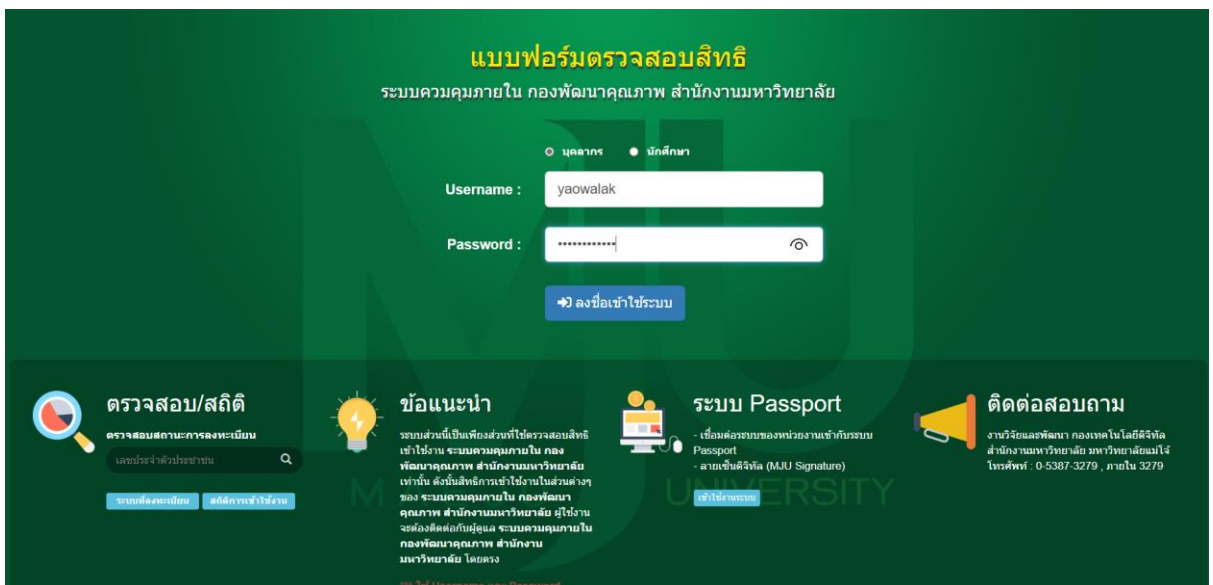 แบบฟอร์มตรวจสอบสิทธิ
ระบบควมคุมภายใน กองพัฒนาคุณภาพ สำนักงานมหาวิทยาลัย
บุคลากร นักศึกษา
Username : yaowalak
Password : ••••••••••••
ลงชื่อเข้าใช้ระบบ
ตรวจสอบ/สถิติ
ตรวจสอบสถานะการลงทะเบียน
เลขประจำตัวประชาชน
ระบบที่ลงทะเบียน สถิติการเข้าใช้งาน
ข้อแนะนำ
ระบบส่วนนี้เป็นเพียงส่วนที่ใช้ตรวจสอบสิทธิ
เข้าใช้งาน ระบบควมคุมภายใน กอง
พัฒนาคุณภาพ สำนักงานมหาวิทยาลัย
เท่านั้น ดังนั้นสิทธิการเข้าใช้งานในส่วนต่างๆ
ของ ระบบควมคุมภายใน กองพัฒนา
คุณภาพ สำนักงานมหาวิทยาลัย ผู้ใช้งาน
จะต้องติดต่อกับผู้ดูแล ระบบควมคุมภายใน
กองพัฒนาคุณภาพ สำนักงาน
มหาวิทยาลัย โดยตรง
ระบบ Passport
- เชื่อมต่อระบบของหน่วยงานเข้ากับระบบ
Passport
- ลายเซ็นดิจิทัล (MJU Signature)
เข้าใช้งานระบบ
ติดต่อสอบถาม
งานวิจัยและพัฒนา กองเทคโนโลยีดิจิทัล
สำนักงานมหาวิทยาลัย มหาวิทยาลัยแม่โจ้
โทรศัพท์ : 0-5387-3279 , ภายใน 3279
MJU
UNIVERSITY